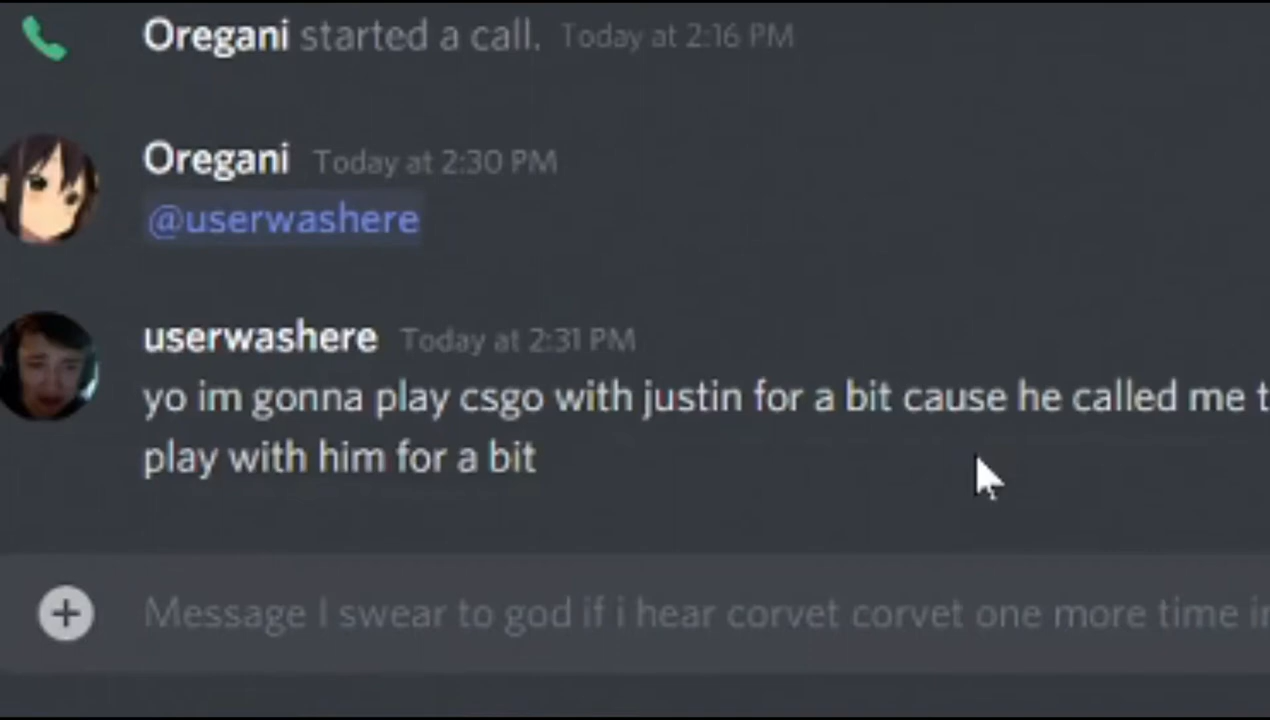 Oregani started a call. Today at 2:16 PM
Oregani Today at 2:30 PM
@userwashere
userwashere Today at 2:31 PM
yo im gonna play csgo with justin for a bit cause he called me t
play with him for a bit
Message I swear to god if i hear corvet corvet one more time i